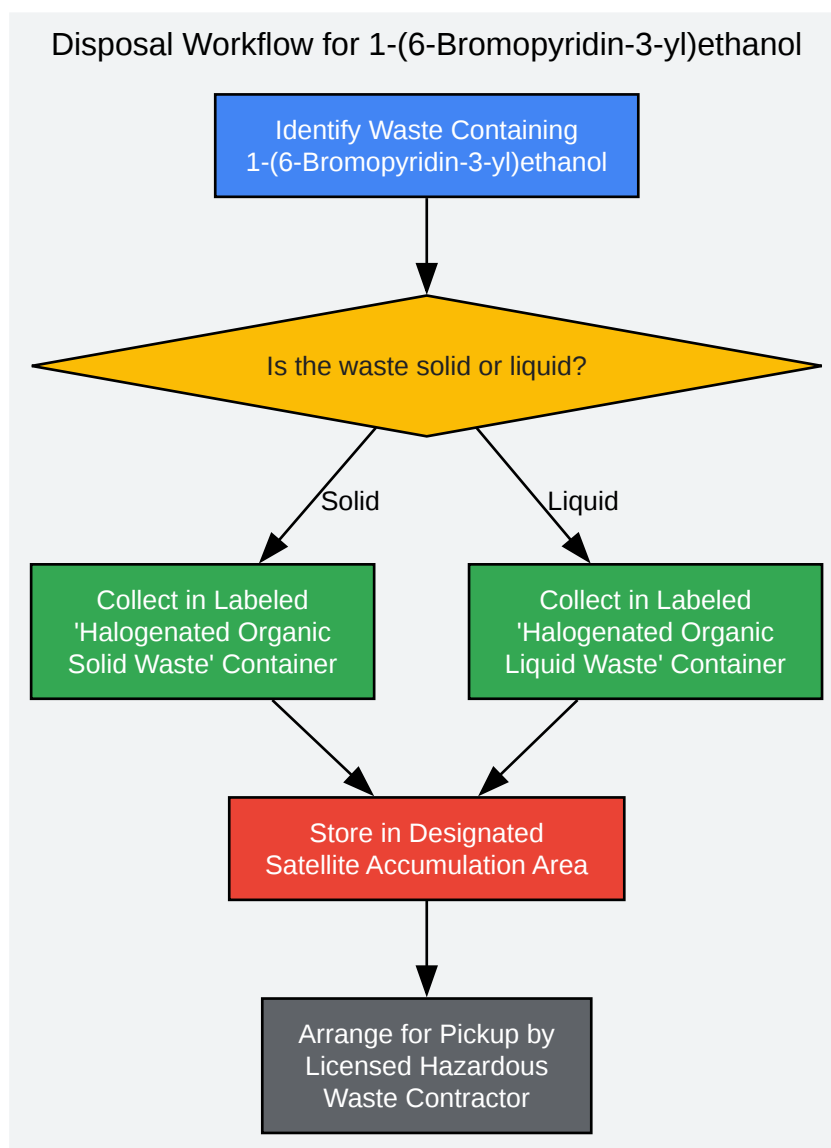 Disposal Workflow for 1-(6-Bromopyridin-3-yl)ethanol
Identify Waste Containing
1-(6-Bromopyridin-3-yl)ethanol
Is the waste solid or liquid?
Solid
Liquid
Collect in Labeled
'Halogenated Organic
Solid Waste' Container
Collect in Labeled
'Halogenated Organic
Liquid Waste' Container
Store in Designated
Satellite Accumulation Area
Arrange for Pickup by
Licensed Hazardous
Waste Contractor